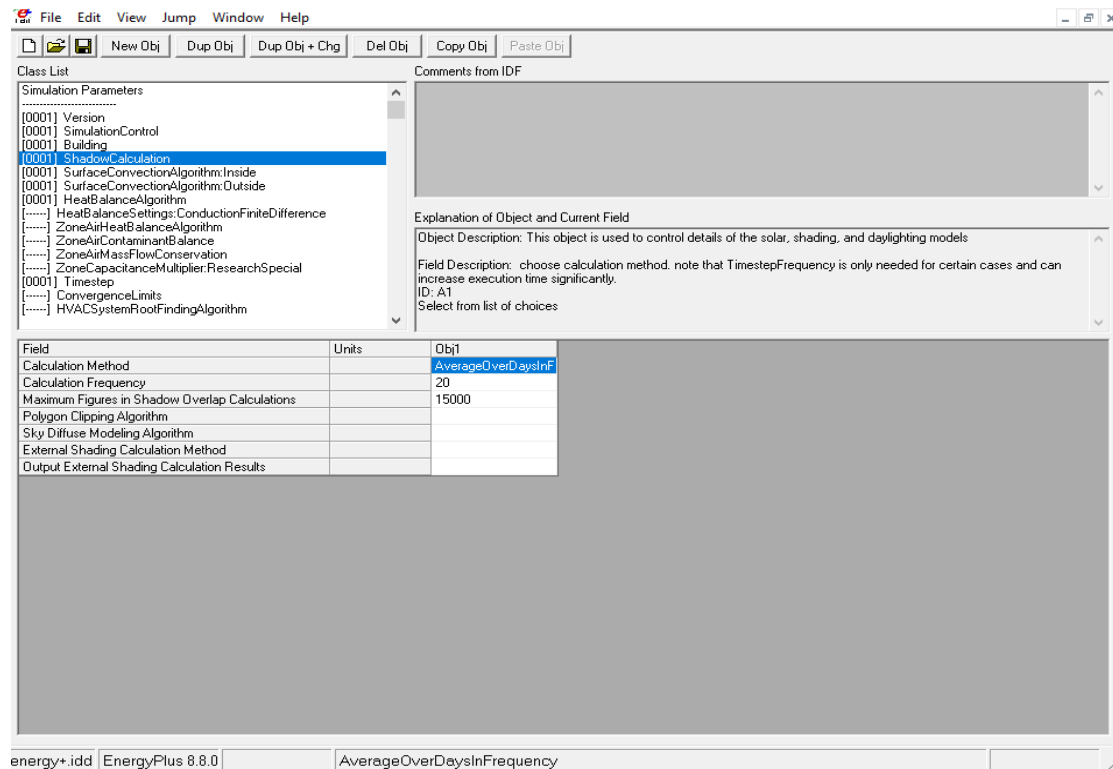 File Edit View Jump Window Help
New Obj Dup Obj Dup Obj + Chg Del Obj Copy Obj Paste Obj
Class List
Simulation Parameters
--------------------------
[0001] Version
[0001] SimulationControl
[0001] Building
[0001] ShadowCalculation
[0001] SurfaceConvectionAlgorithm:Inside
[0001] SurfaceConvectionAlgorithm:Outside
[0001] HeatBalanceAlgorithm
[------] HeatBalanceSettings:ConductionFiniteDifference
[------] ZoneAirHeatBalanceAlgorithm
[------] ZoneAirContaminantBalance
[------] ZoneAirMassFlowConservation
[------] ZoneCapacitanceMultiplier:ResearchSpecial
[0001] Timestep
[------] ConvergenceLimits
[------] HVACSystemRootFindingAlgorithm
Comments from IDF
Explanation of Object and Current Field
Object Description: This object is used to control details of the solar, shading, and daylighting models
Field Description: choose calculation method. note that TimestepFrequency is only needed for certain cases and can
increase execution time significantly.
ID: A1
Select from list of choices
Field Units Obj1
Calculation Method AverageOverDaysInF
Calculation Frequency 20
Maximum Figures in Shadow Overlap Calculations 15000
Polygon Clipping Algorithm
Sky Diffuse Modeling Algorithm
External Shading Calculation Method
Output External Shading Calculation Results
energy+.idd EnergyPlus 8.8.0 AverageOverDaysInFrequency